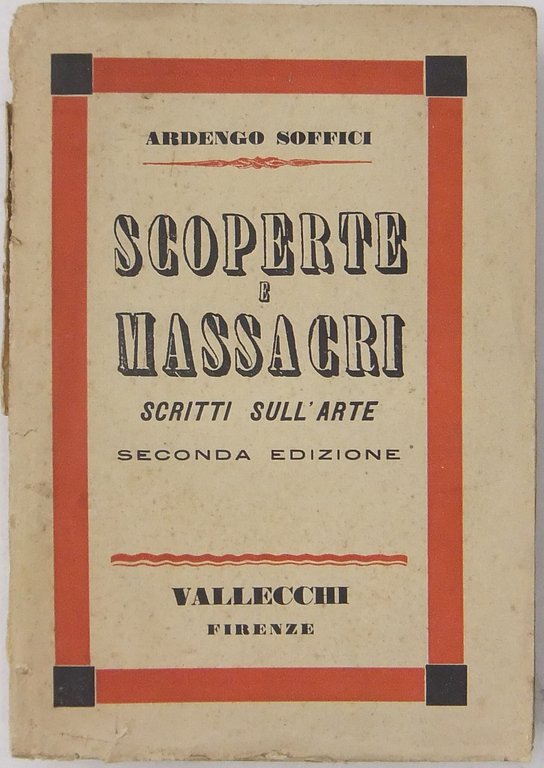 ARDENGO SOFFICI
SCOPERTE
E
MASSACRI
SCRITTI SULL'ARTE
SECONDA EDIZIONE
VALLECCHI
FIRENZE